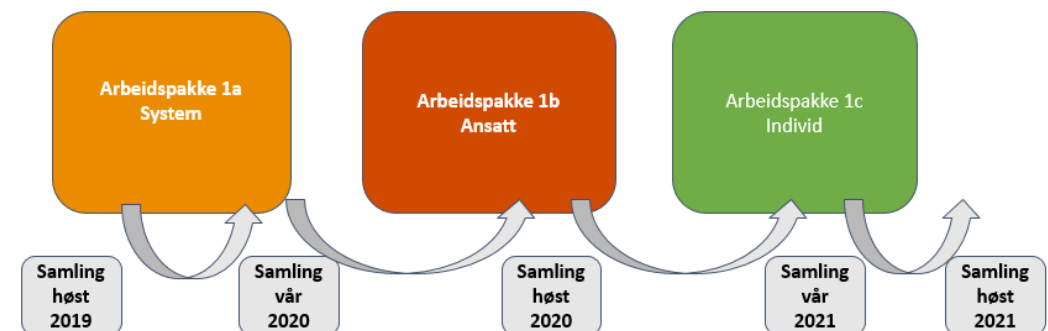 Arbeidspakke 1a
System
Arbeidspakke 1b
Ansatt
Arbeidspakke 1c
Individ
Samling
høst
2019
Samling
vår
2020
Samling
høst
2020
Samling
vår
2021
Samling
høst
2021